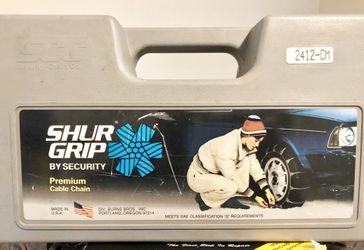 2412-CM
SHUR
GRIP
BY SECURITY
Premium
Cable Chain
MADE IN
U.S.A
DIV. BURNS BROS., INC.
PORTLAND, OREGON 97214
MEETS SAE CLASSIFICATION "S" REQUIREMENTS